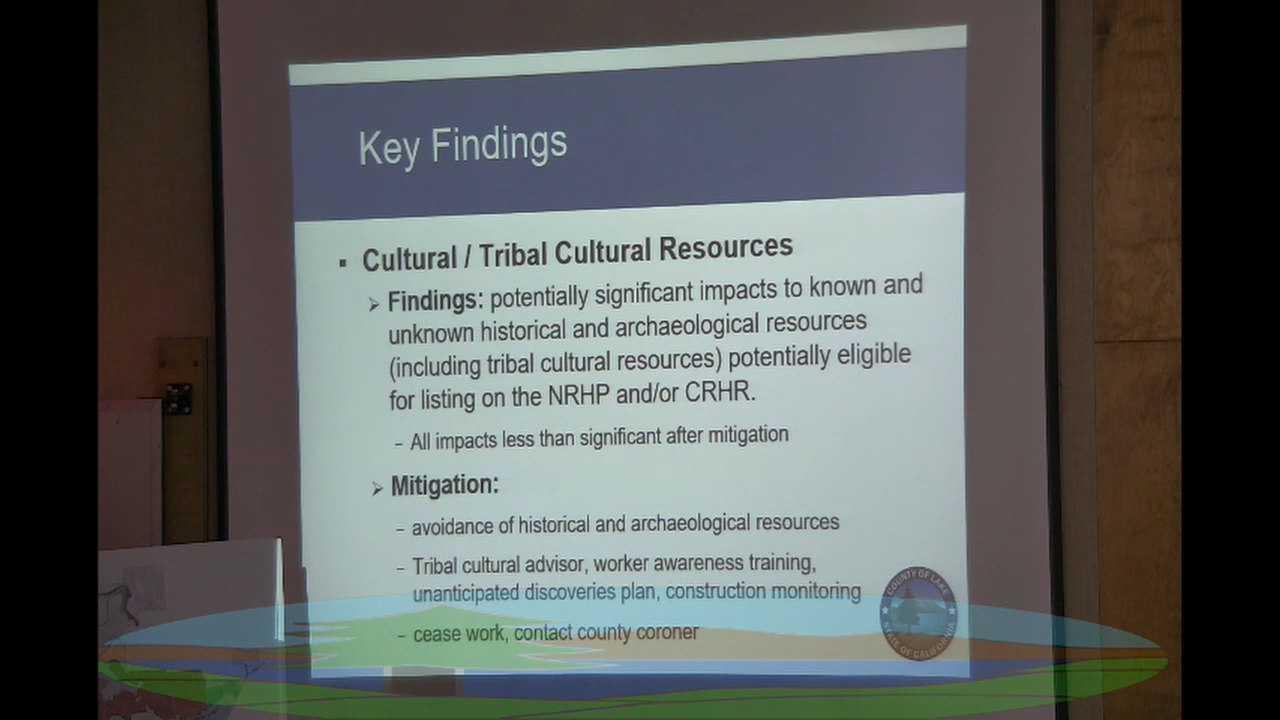 Key Findings
▪ Cultural / Tribal Cultural Resources
➢ Findings: potentially significant impacts to known and
unknown historical and archaeological resources
(including tribal cultural resources) potentially eligible
for listing on the NRHP and/or CRHR.
– All impacts less than significant after mitigation
➢ Mitigation:
– avoidance of historical and archaeological resources
– Tribal cultural advisor, worker awareness training,
unanticipated discoveries plan, construction monitoring
– cease work, contact county coroner
COUNTY OF LAKE
STATE OF CALIFORNIA